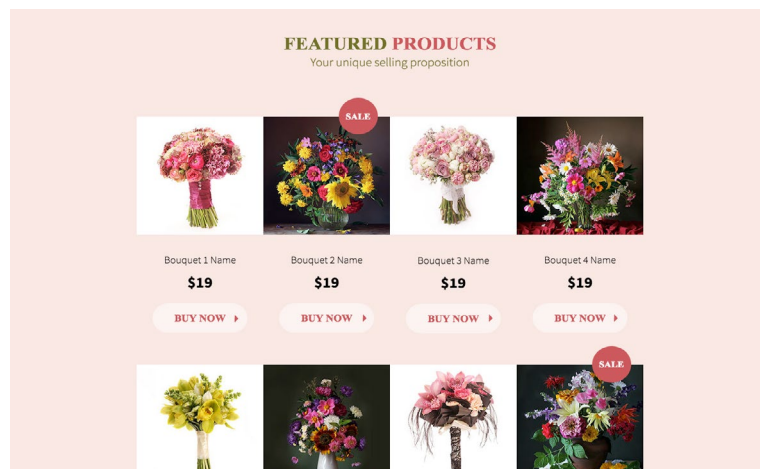 FEATURED PRODUCTS
Your unique selling proposition
SALE
Bouquet 1 Name
Bouquet 2 Name
Bouquet 3 Name
Bouquet 4 Name
$19
$19
$19
$19
BUY NOW
BUY NOW
BUY NOW
BUY NOW
SALE